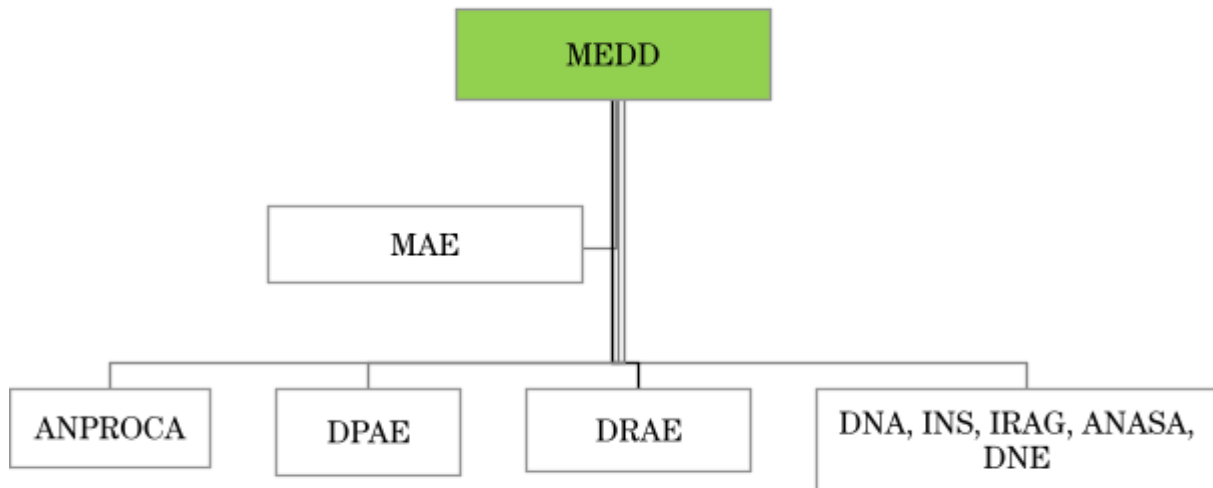 MEDD
MAE
ANPROCA
DPAE
DRAE
DNA, INS, IRAG, ANASA,
DNE